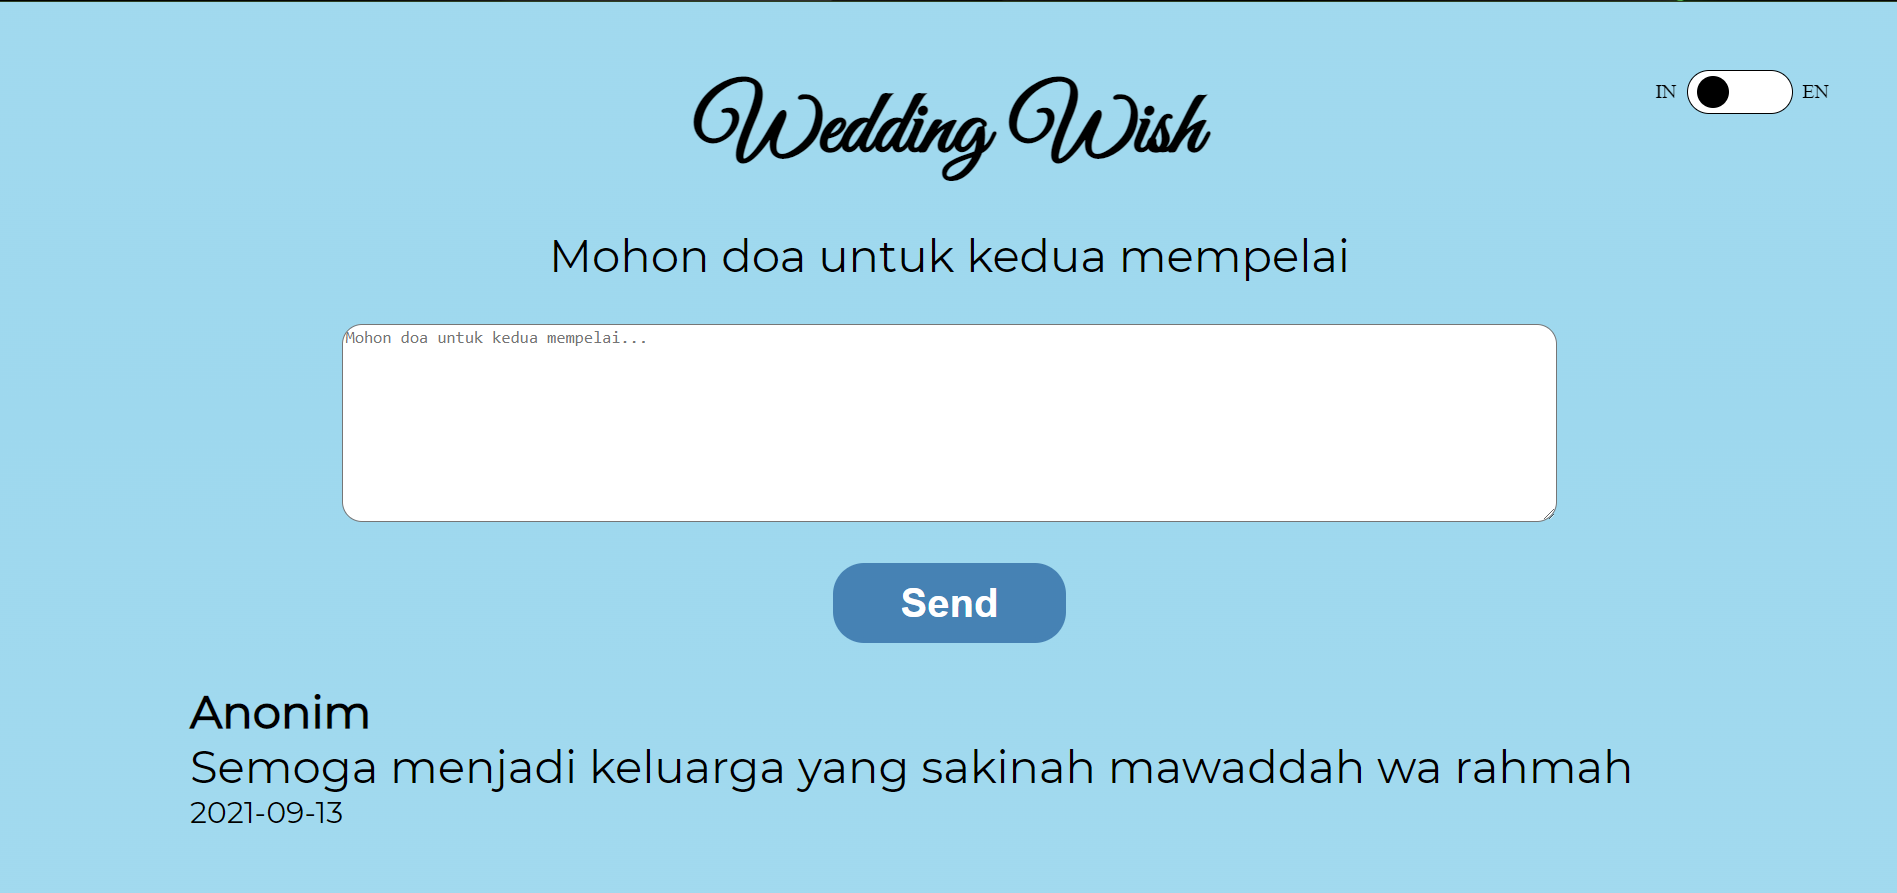 IN EN
Wedding Wish
Mohon doa untuk kedua mempelai
Mohon doa untuk kedua mempelai...
Send
Anonim
Semoga menjadi keluarga yang sakinah mawaddah wa rahmah
2021-09-13